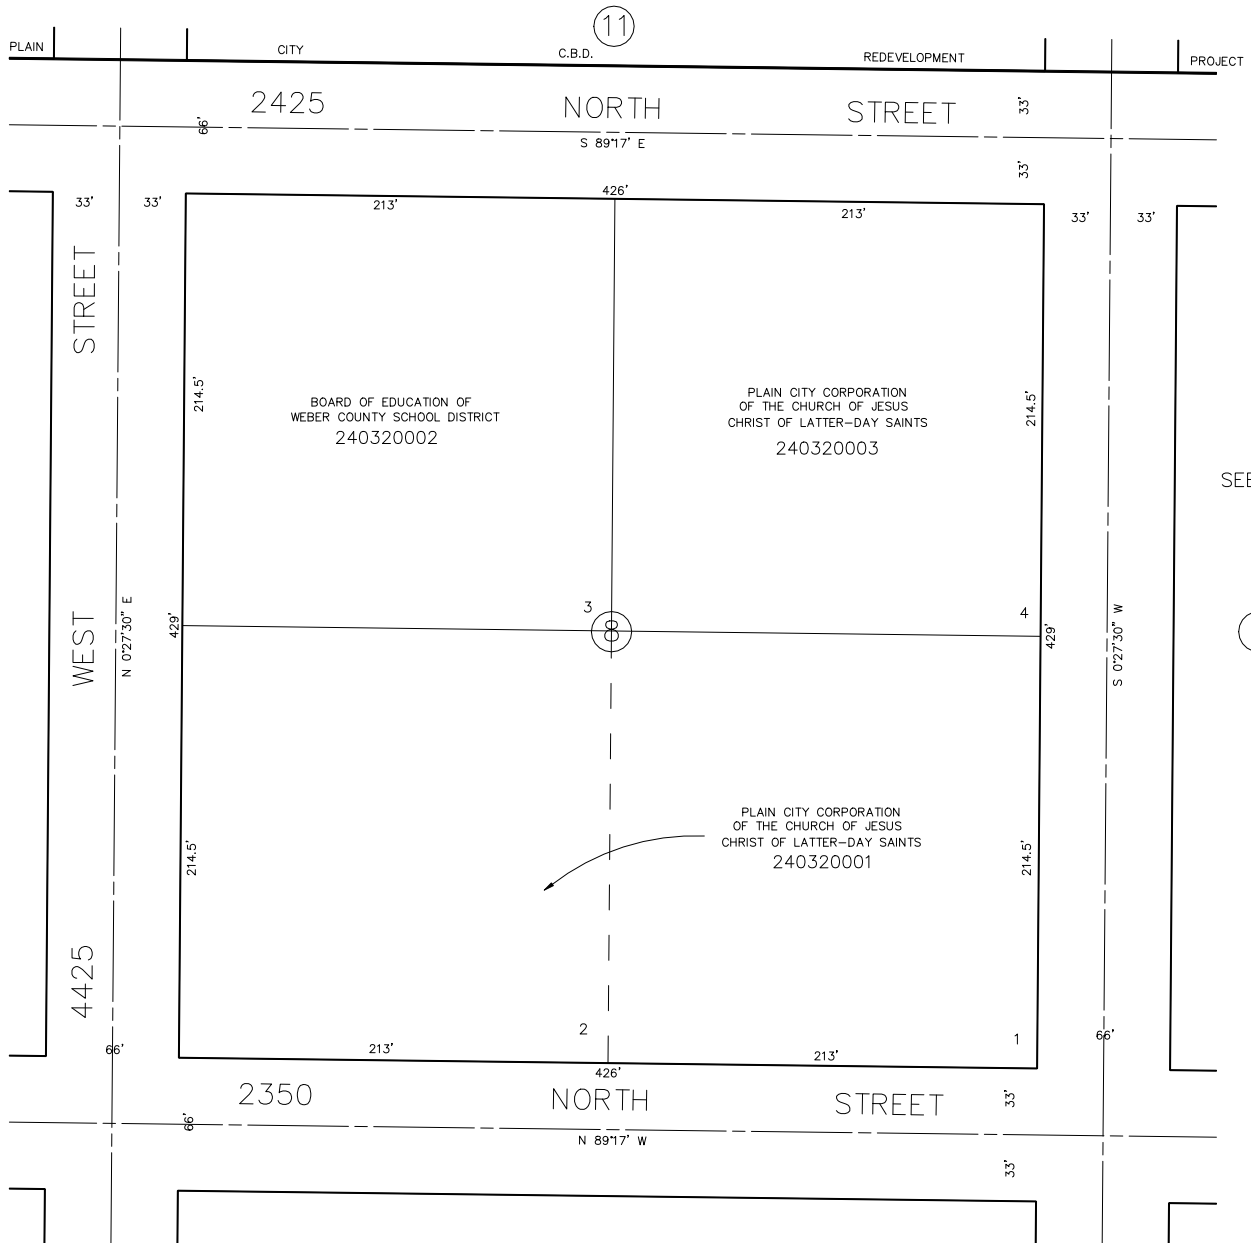 11
PLAIN CITY C.B.D. REDEVELOPMENT PROJECT
2425 NORTH STREET
33'
66'
S 89°17' E
33'
426'
33' 33' 213' 213' 33' 33'
4425 WEST STREET
214.5'
214.5'
BOARD OF EDUCATION OF
WEBER COUNTY SCHOOL DISTRICT
240320002
PLAIN CITY CORPORATION
OF THE CHURCH OF JESUS
CHRIST OF LATTER-DAY SAINTS
240320003
N 0°27'30" E
429'
3
8
4
429'
S 0°27'30" W
214.5'
214.5'
PLAIN CITY CORPORATION
OF THE CHURCH OF JESUS
CHRIST OF LATTER-DAY SAINTS
240320001
2
1
66' 213' 213' 66'
426'
2350 NORTH STREET
33'
66'
N 89°17' W
33'